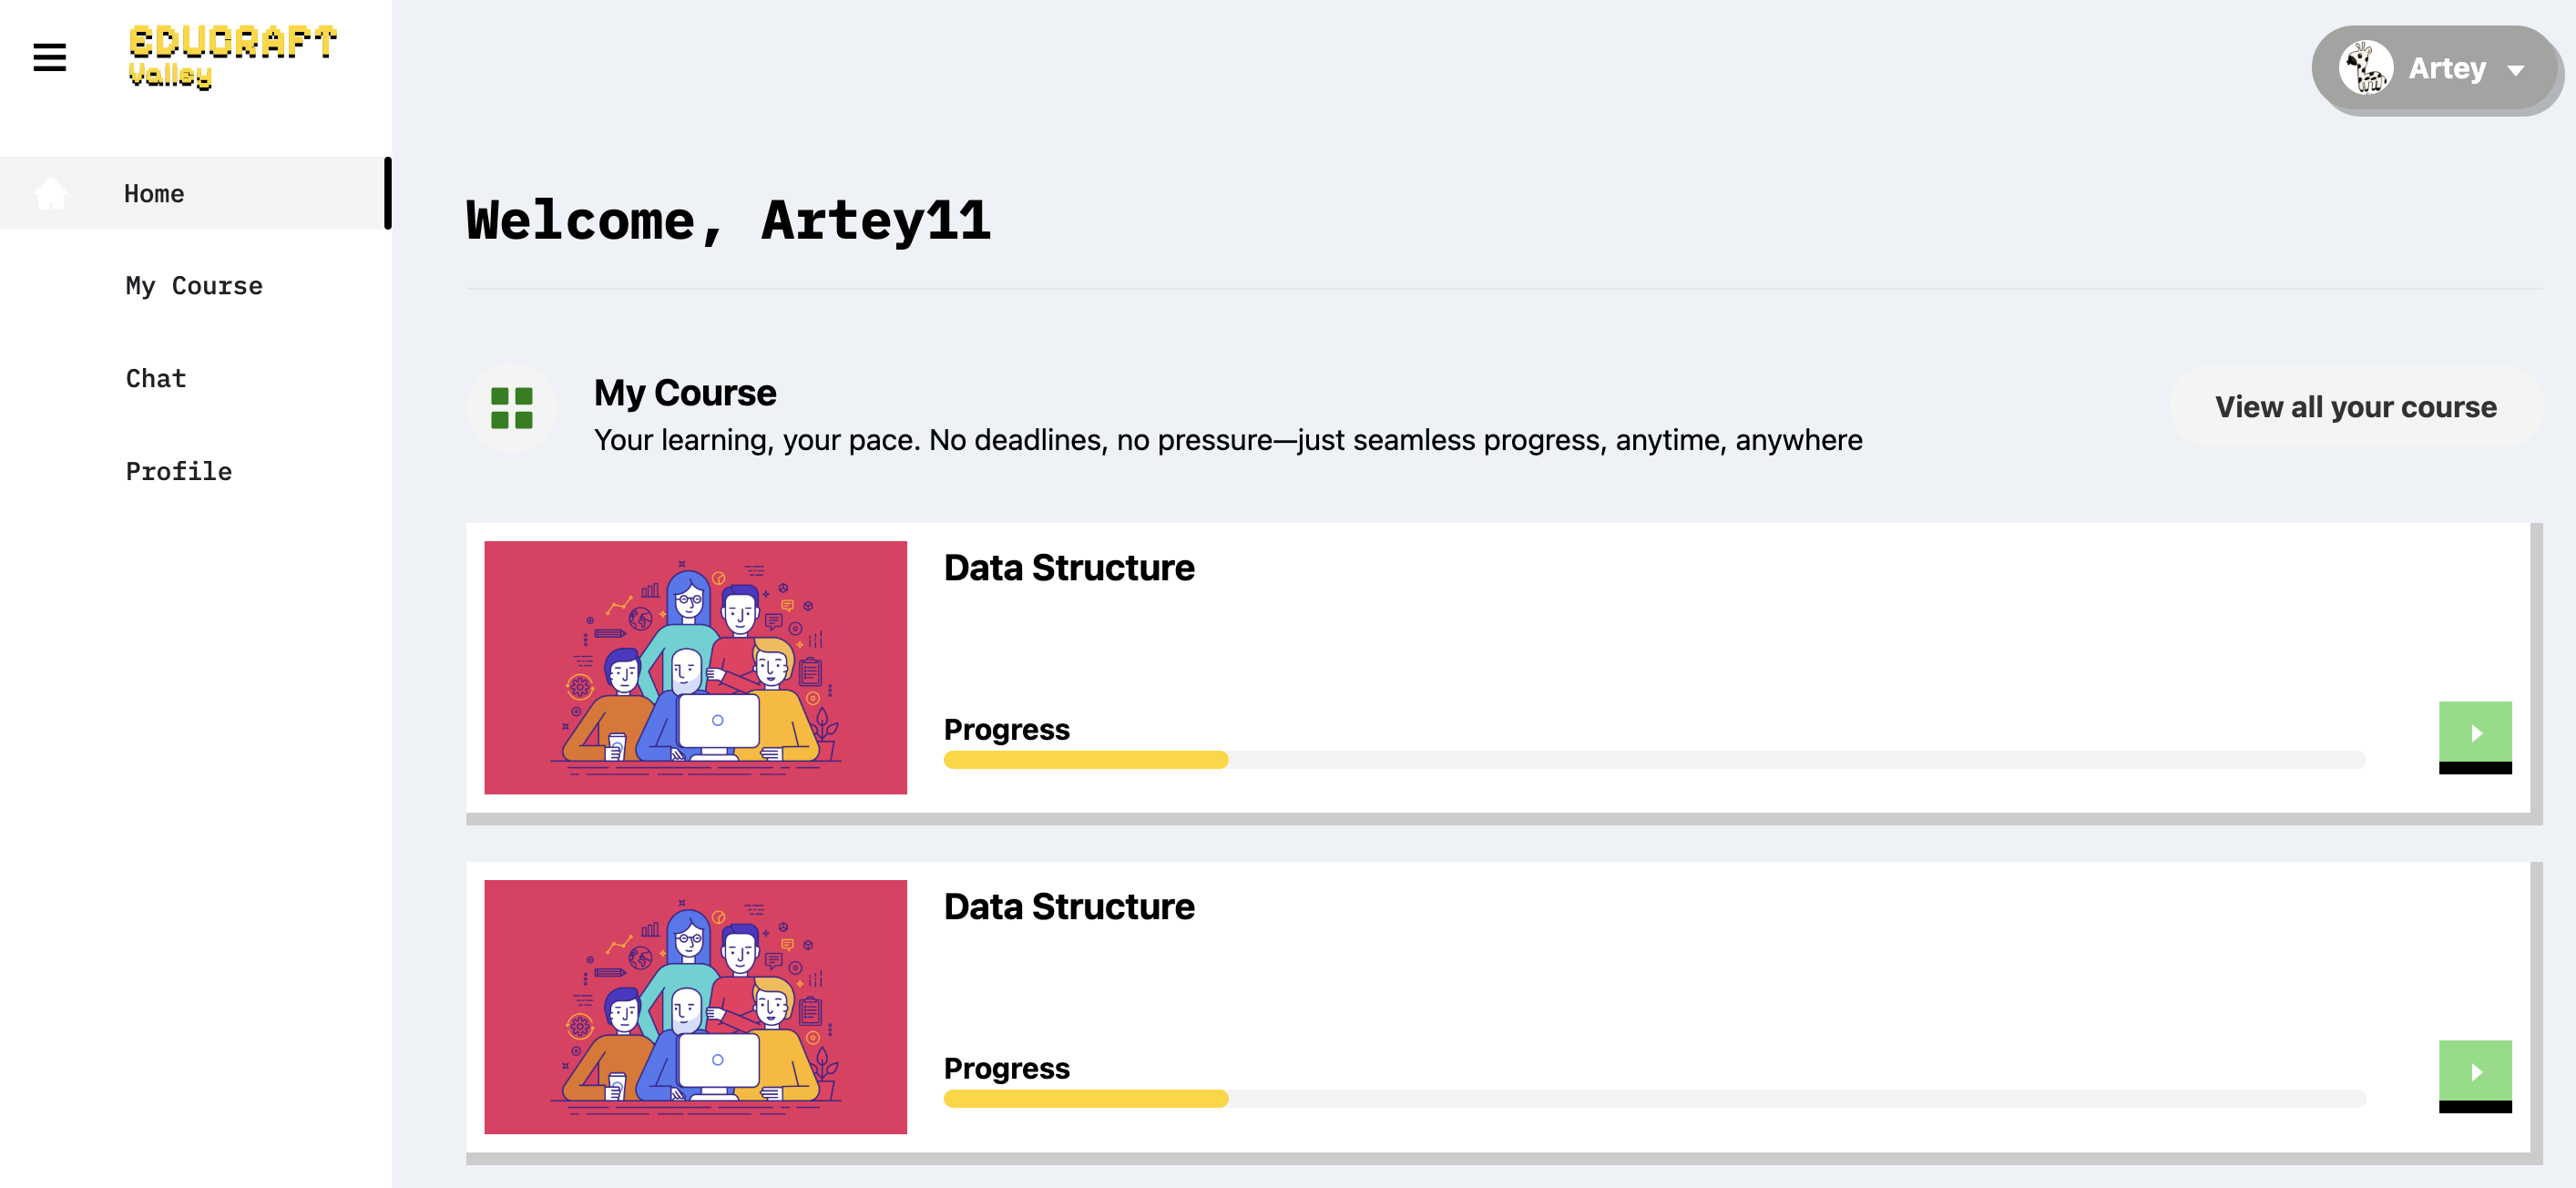 EDUCRAFT
Valley
Artey
Home
My Course
Chat
Profile
Welcome, Artey11
My Course
Your learning, your pace. No deadlines, no pressure—just seamless progress, anytime, anywhere
View all your course
Data Structure
Progress
Data Structure
Progress